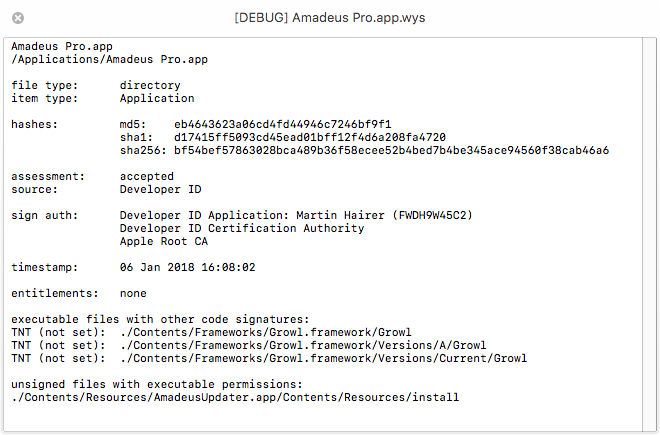 [DEBUG] Amadeus Pro.app.wys
Amadeus Pro.app
/Applications/Amadeus Pro.app
file type: directory
item type: Application
hashes: md5: eb4643623a06cd4fd44946c7246bf9f1
sha1: d17415ff5093cd45ead01bff12f4d6a208fa4720
sha256: bf54bef57863028bca489b36f58ecee52b4bed7b4be345ace94560f38cab46a6
assessment: accepted
source: Developer ID
sign auth: Developer ID Application: Martin Hairer (FWDH9W45C2)
Developer ID Certification Authority
Apple Root CA
timestamp: 06 Jan 2018 16:08:02
entitlements: none
executable files with other code signatures:
TNT (not set): ./Contents/Frameworks/Growl.framework/Growl
TNT (not set): ./Contents/Frameworks/Growl.framework/Versions/A/Growl
TNT (not set): ./Contents/Frameworks/Growl.framework/Versions/Current/Growl
unsigned files with executable permissions:
./Contents/Resources/AmadeusUpdater.app/Contents/Resources/install